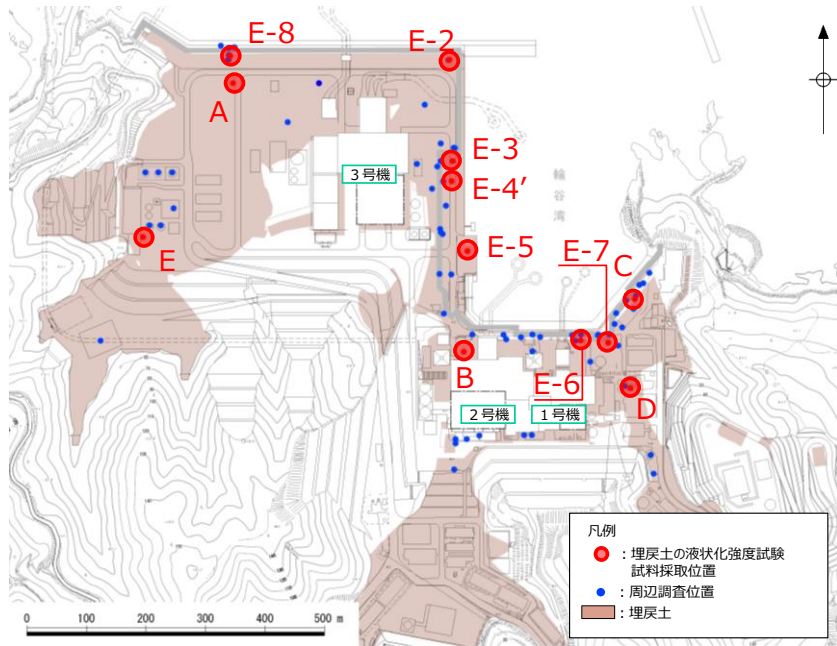 E-8
E-2
A
E-3
3号機
E-4’
輪谷湾
E
E-5
E-7
C
B
E-6
D
2号機
1号機
凡例
：埋戻土の液状化強度試験
試料採取位置
：周辺調査位置
：埋戻土
0 100 200 300 400 500 m